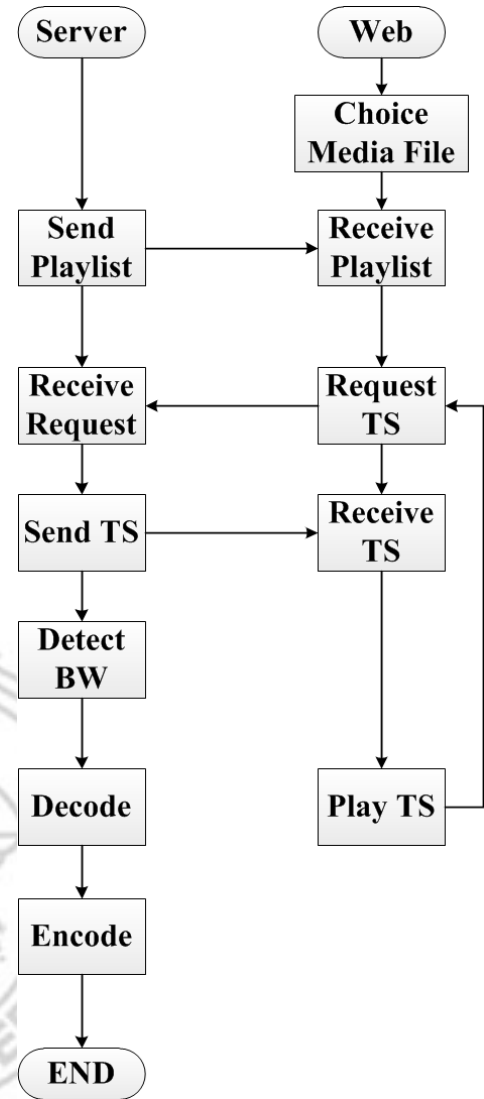 Server
Web
Choice
Media File
Send
Playlist
Receive
Playlist
Receive
Request
Request
TS
Send TS
Receive
TS
Detect
BW
Decode
Play TS
Encode
END